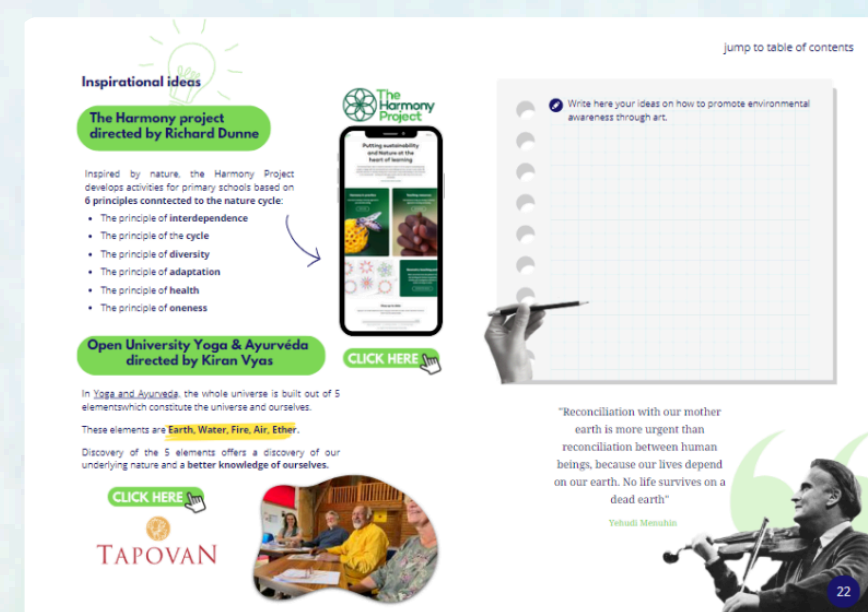 jump to table of contents
Inspirational ideas
The Harmony project
directed by Richard Dunne
Inspired by nature, the Harmony Project
develops activities for primary schools based on
6 principles conntected to the nature cycle:
• The principle of interdependence
• The principle of the cycle
• The principle of diversity
• The principle of adaptation
• The principle of health
• The principle of oneness
The
Harmony
Project
Putting sustainability
and Nature at the
heart of learning
CLICK HERE
Open University Yoga & Ayurvéda
directed by Kiran Vyas
In Yoga and Ayurveda, the whole universe is built out of 5
elementswhich constitute the universe and ourselves.
These elements are Earth, Water, Fire, Air, Ether.
Discovery of the 5 elements offers a discovery of our
underlying nature and a better knowledge of ourselves.
CLICK HERE
TAPOVAN
Write here your ideas on how to promote environmental
awareness through art.
"Reconciliation with our mother
earth is more urgent than
reconciliation between human
beings, because our lives depend
on our earth. No life survives on a
dead earth"
Yehudi Menuhin
22